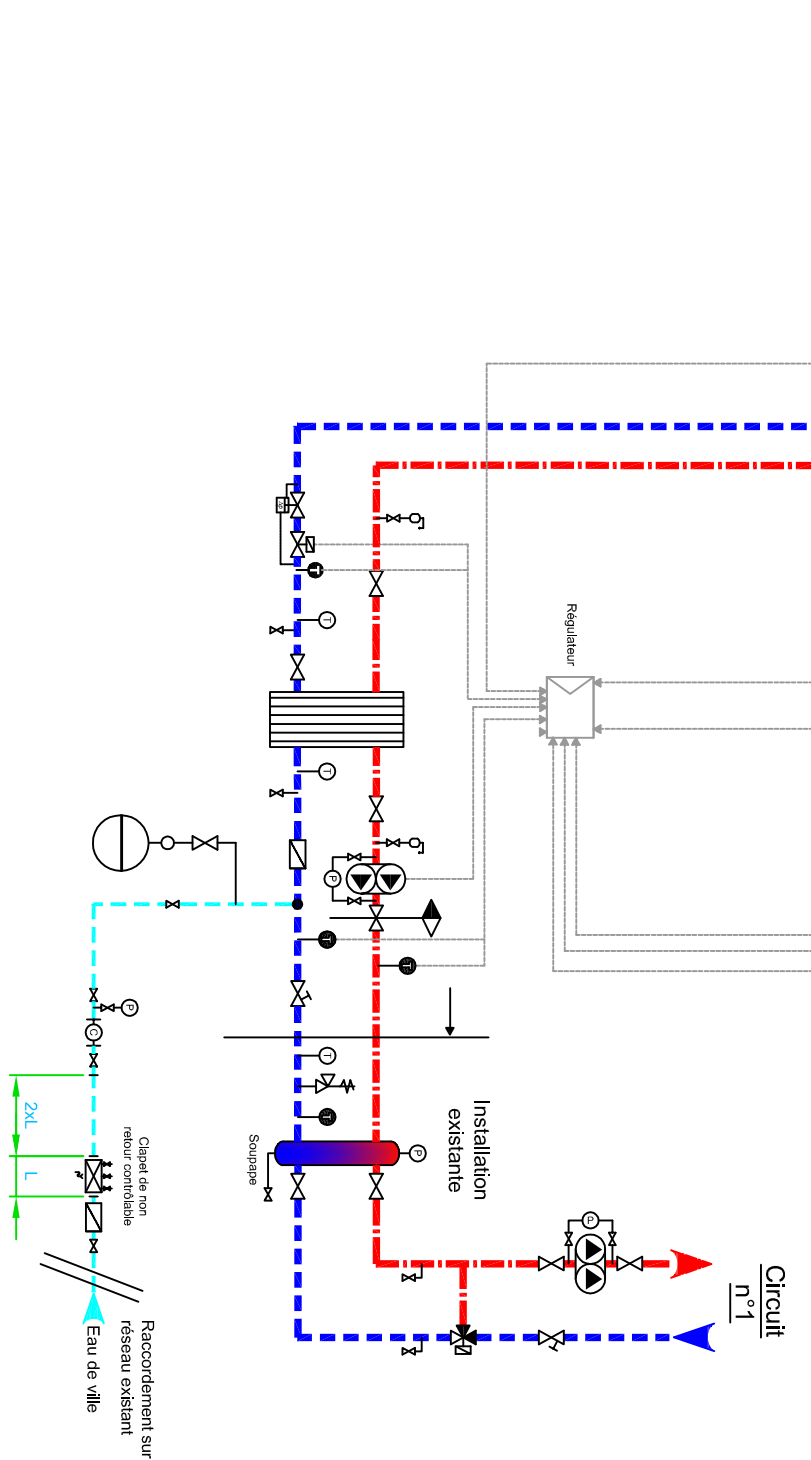 Régulateur
Installation
existante
Circuit
n°1
Soupape
Clapet de non
retour contrôlable
2xL
L
Raccordement sur
réseau existant
Eau de ville
T
T
T
T
T
T
T
T
P
P
P
P
C